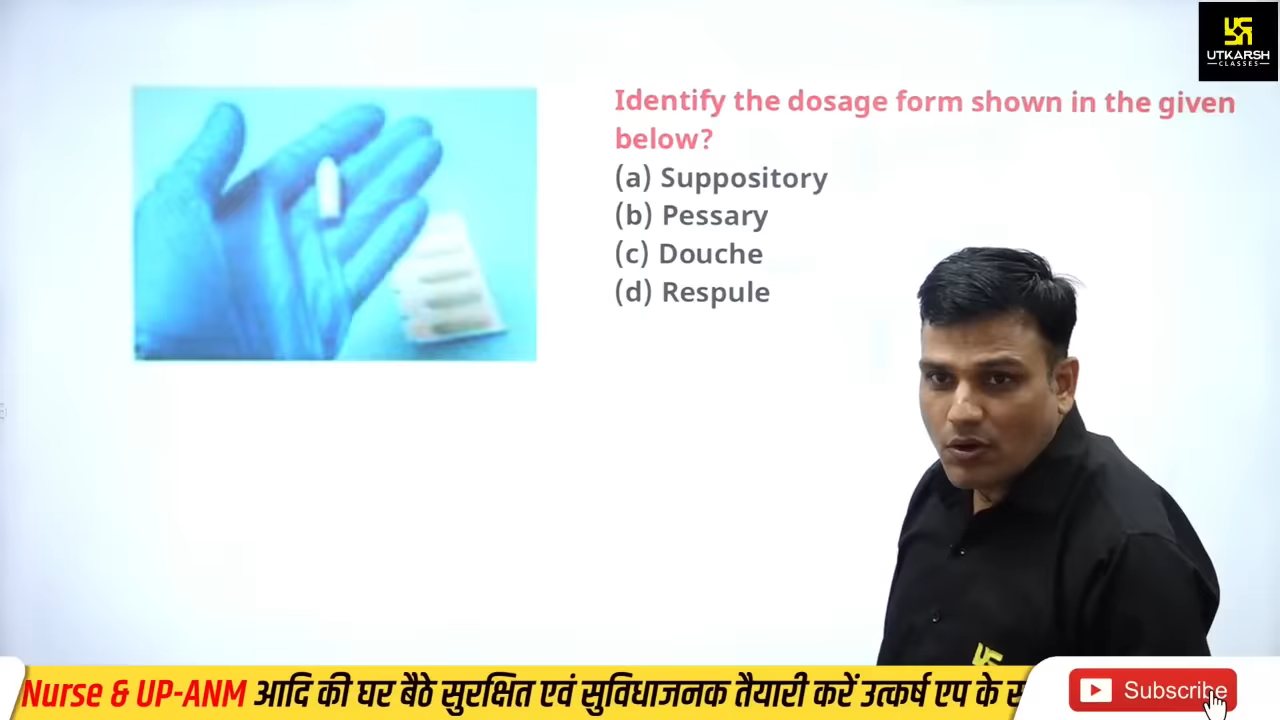 UTKARSH
CLASSES
Identify the dosage form shown in the given
below?
(a) Suppository
(b) Pessary
(c) Douche
(d) Respule
Nurse & UP-ANM आदि की घर बैठे सुरक्षित एवं सुविधाजनक तैयारी करें उत्कर्ष एप के
Subscribe